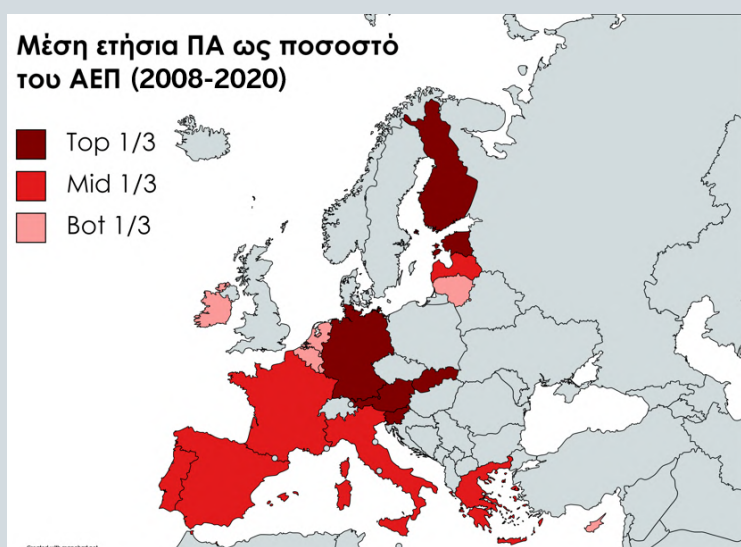 Μέση ετήσια ΠΑ ως ποσοστό
του ΑΕΠ (2008-2020)
Top 1/3
Mid 1/3
Bot 1/3